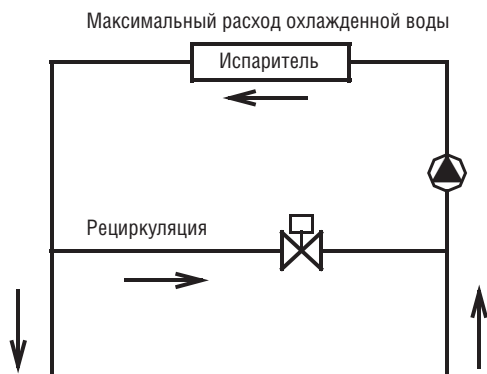 Максимальный расход охлажденной воды
Испаритель
Рециркуляция